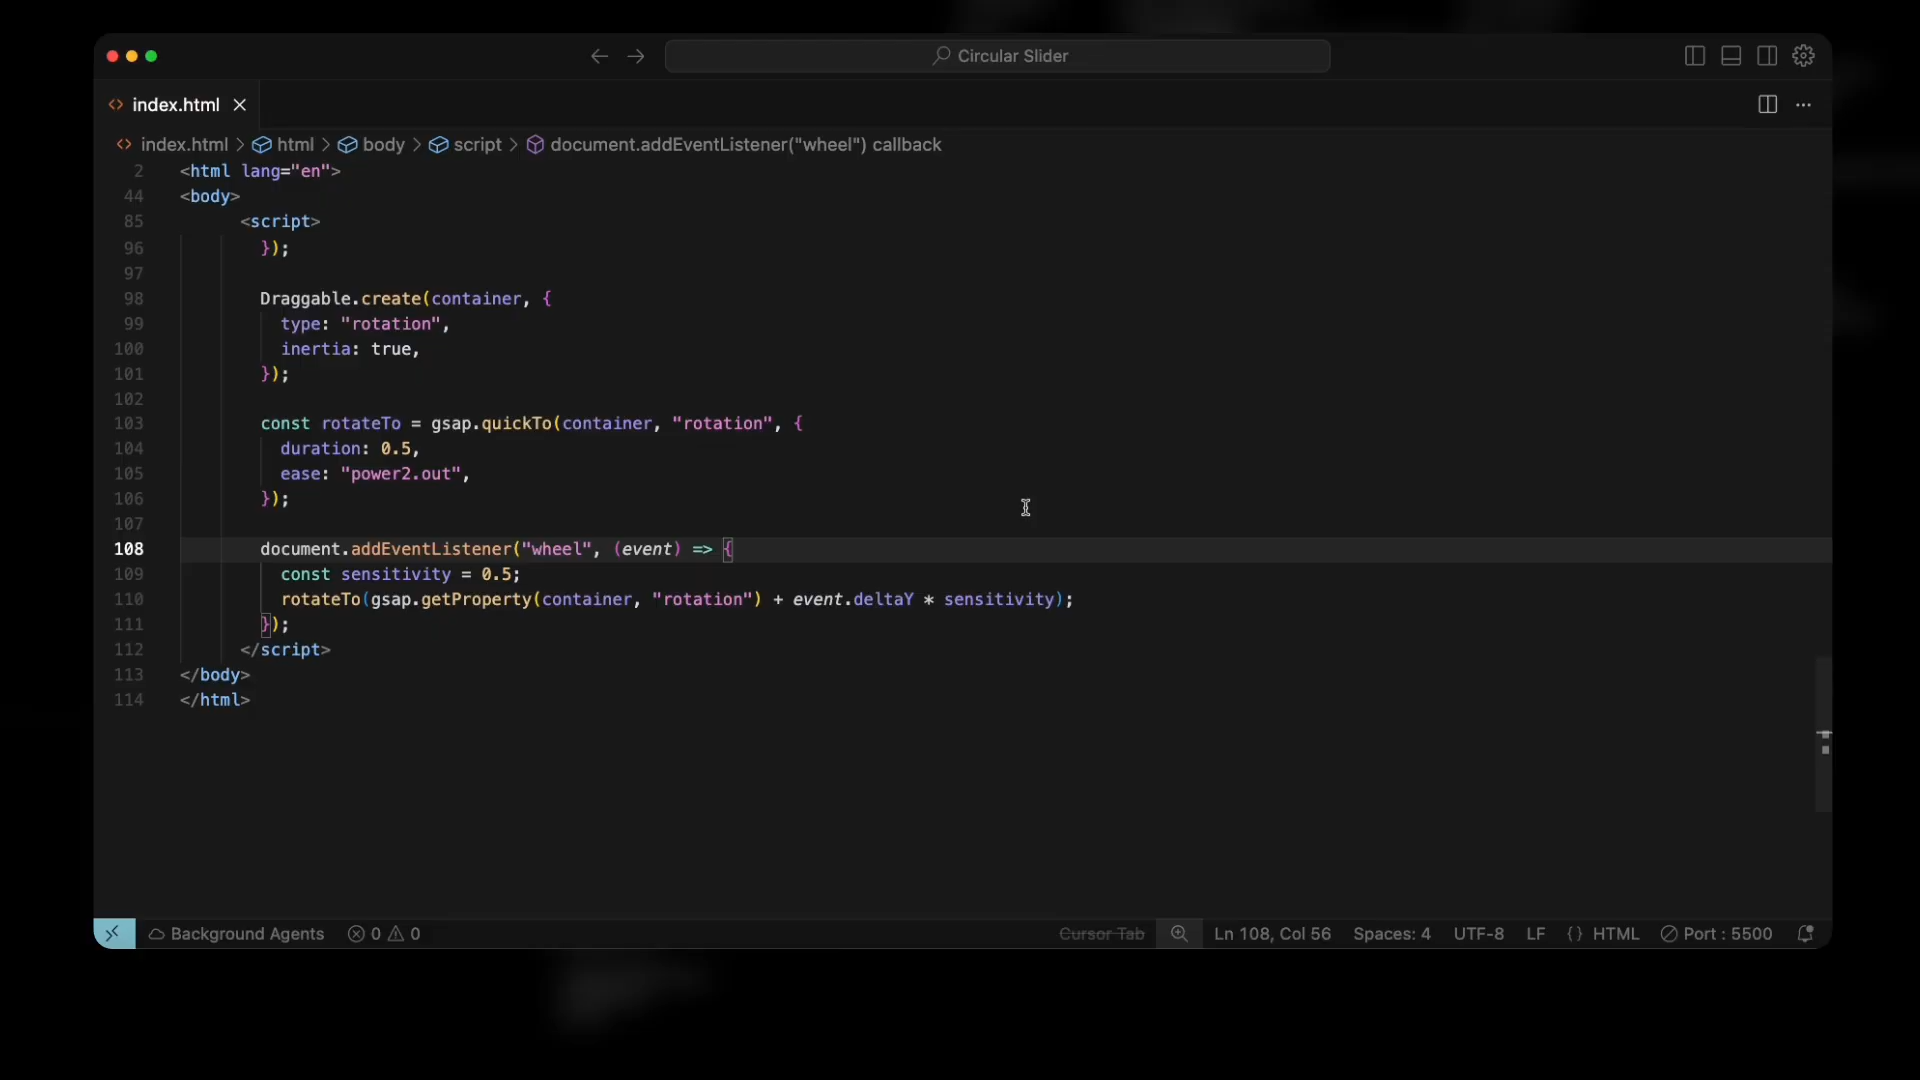 Circular Slider
index.html
index.html > html > body > script > document.addEventListener("wheel") callback
2 <html lang="en">
44 <body>
85 <script>
96 });
97
98 Draggable.create(container, {
99 type: "rotation",
100 inertia: true,
101 });
102
103 const rotateTo = gsap.quickTo(container, "rotation", {
104 duration: 0.5,
105 ease: "power2.out",
106 });
107
108 document.addEventListener("wheel", (event) => {
109 const sensitivity = 0.5;
110 rotateTo(gsap.getProperty(container, "rotation") + event.deltaY * sensitivity);
111 });
112 </script>
113 </body>
114 </html>
Background Agents 0 0 Cursor Tab Ln 108, Col 56 Spaces: 4 UTF-8 LF {} HTML Port : 5500